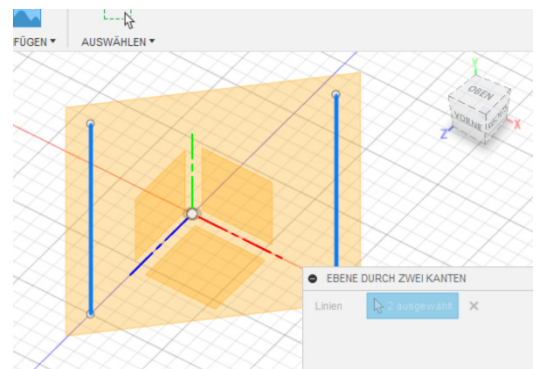 FÜGEN ▾ AUSWÄHLEN ▾
Y
OBEN
VORNE
Z X
EBENE DURCH ZWEI KANTEN
Linien 2 ausgewählt